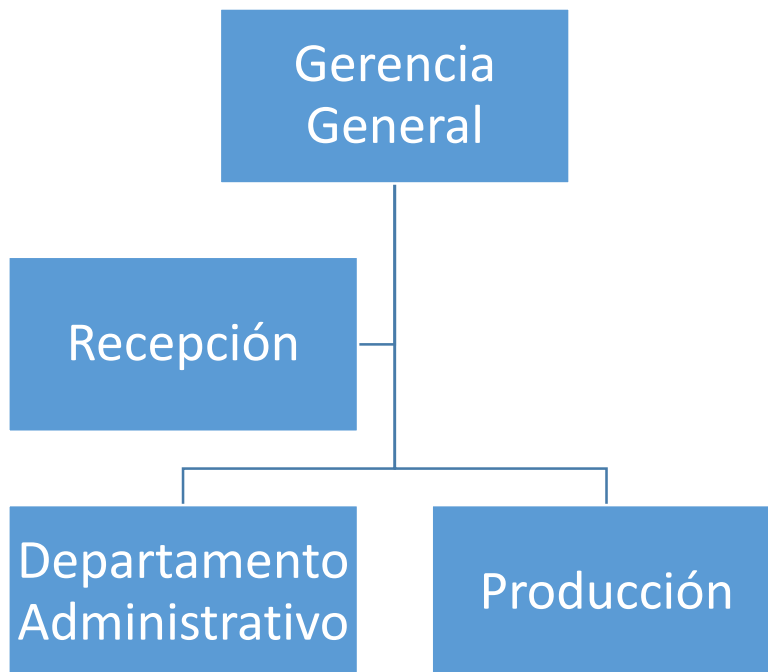 Gerencia
General
Recepción
Departamento
Administrativo
Producción